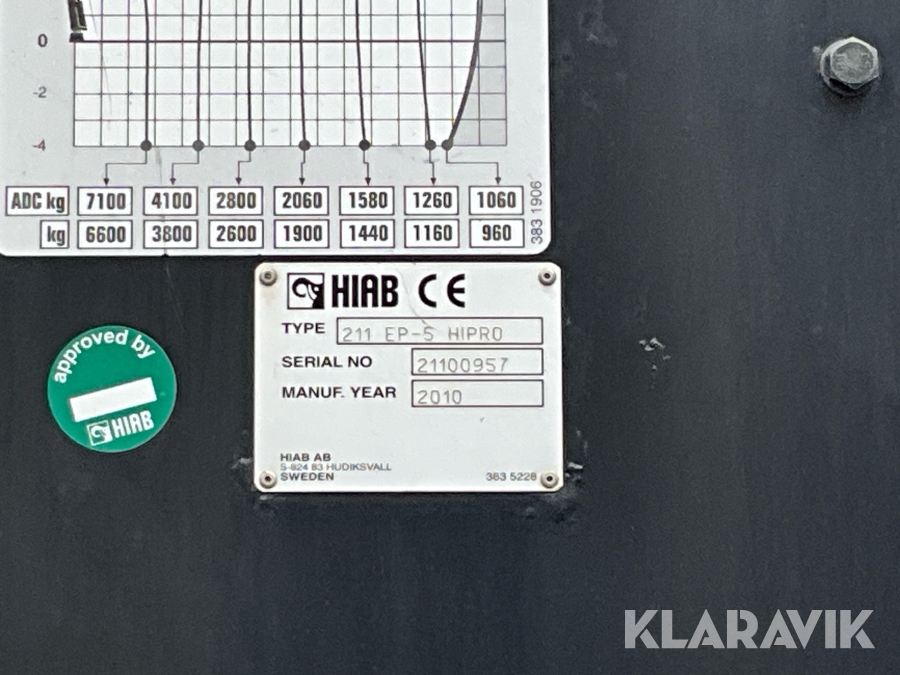 0
-2
-4
ADC kg 7100 4100 2800 2060 1580 1260 1060
kg 6600 3800 2600 1900 1440 1160 960
383 1906
HIAB CE
TYPE 211 EP-5 HIPRO
SERIAL NO 21100957
MANUF. YEAR 2010
HIAB AB
S-824 83 HUDIKSVALL
SWEDEN 363 5228
approved by
HIAB
KLARAVIK